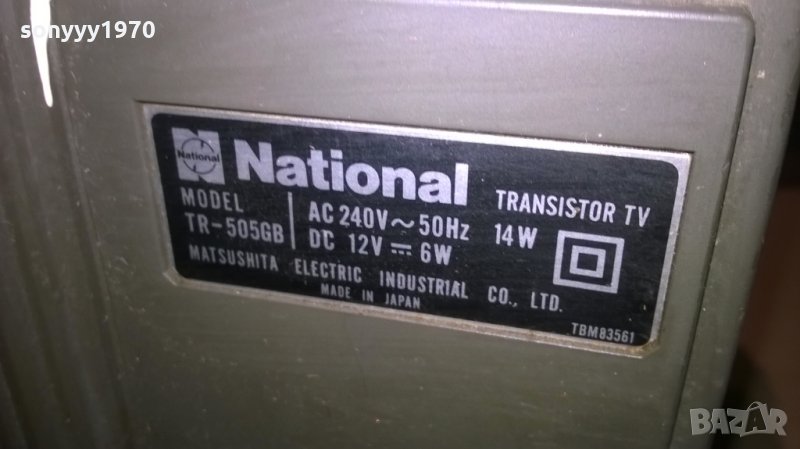 sonyyy1970
National
National
TRANSISTOR TV
MODEL
TR-505GB
AC 240V～50Hz 14W
DC 12V ⎓ 6W
MATSUSHITA ELECTRIC INDUSTRIAL CO., LTD.
MADE IN JAPAN
TBM83561
BAZAR